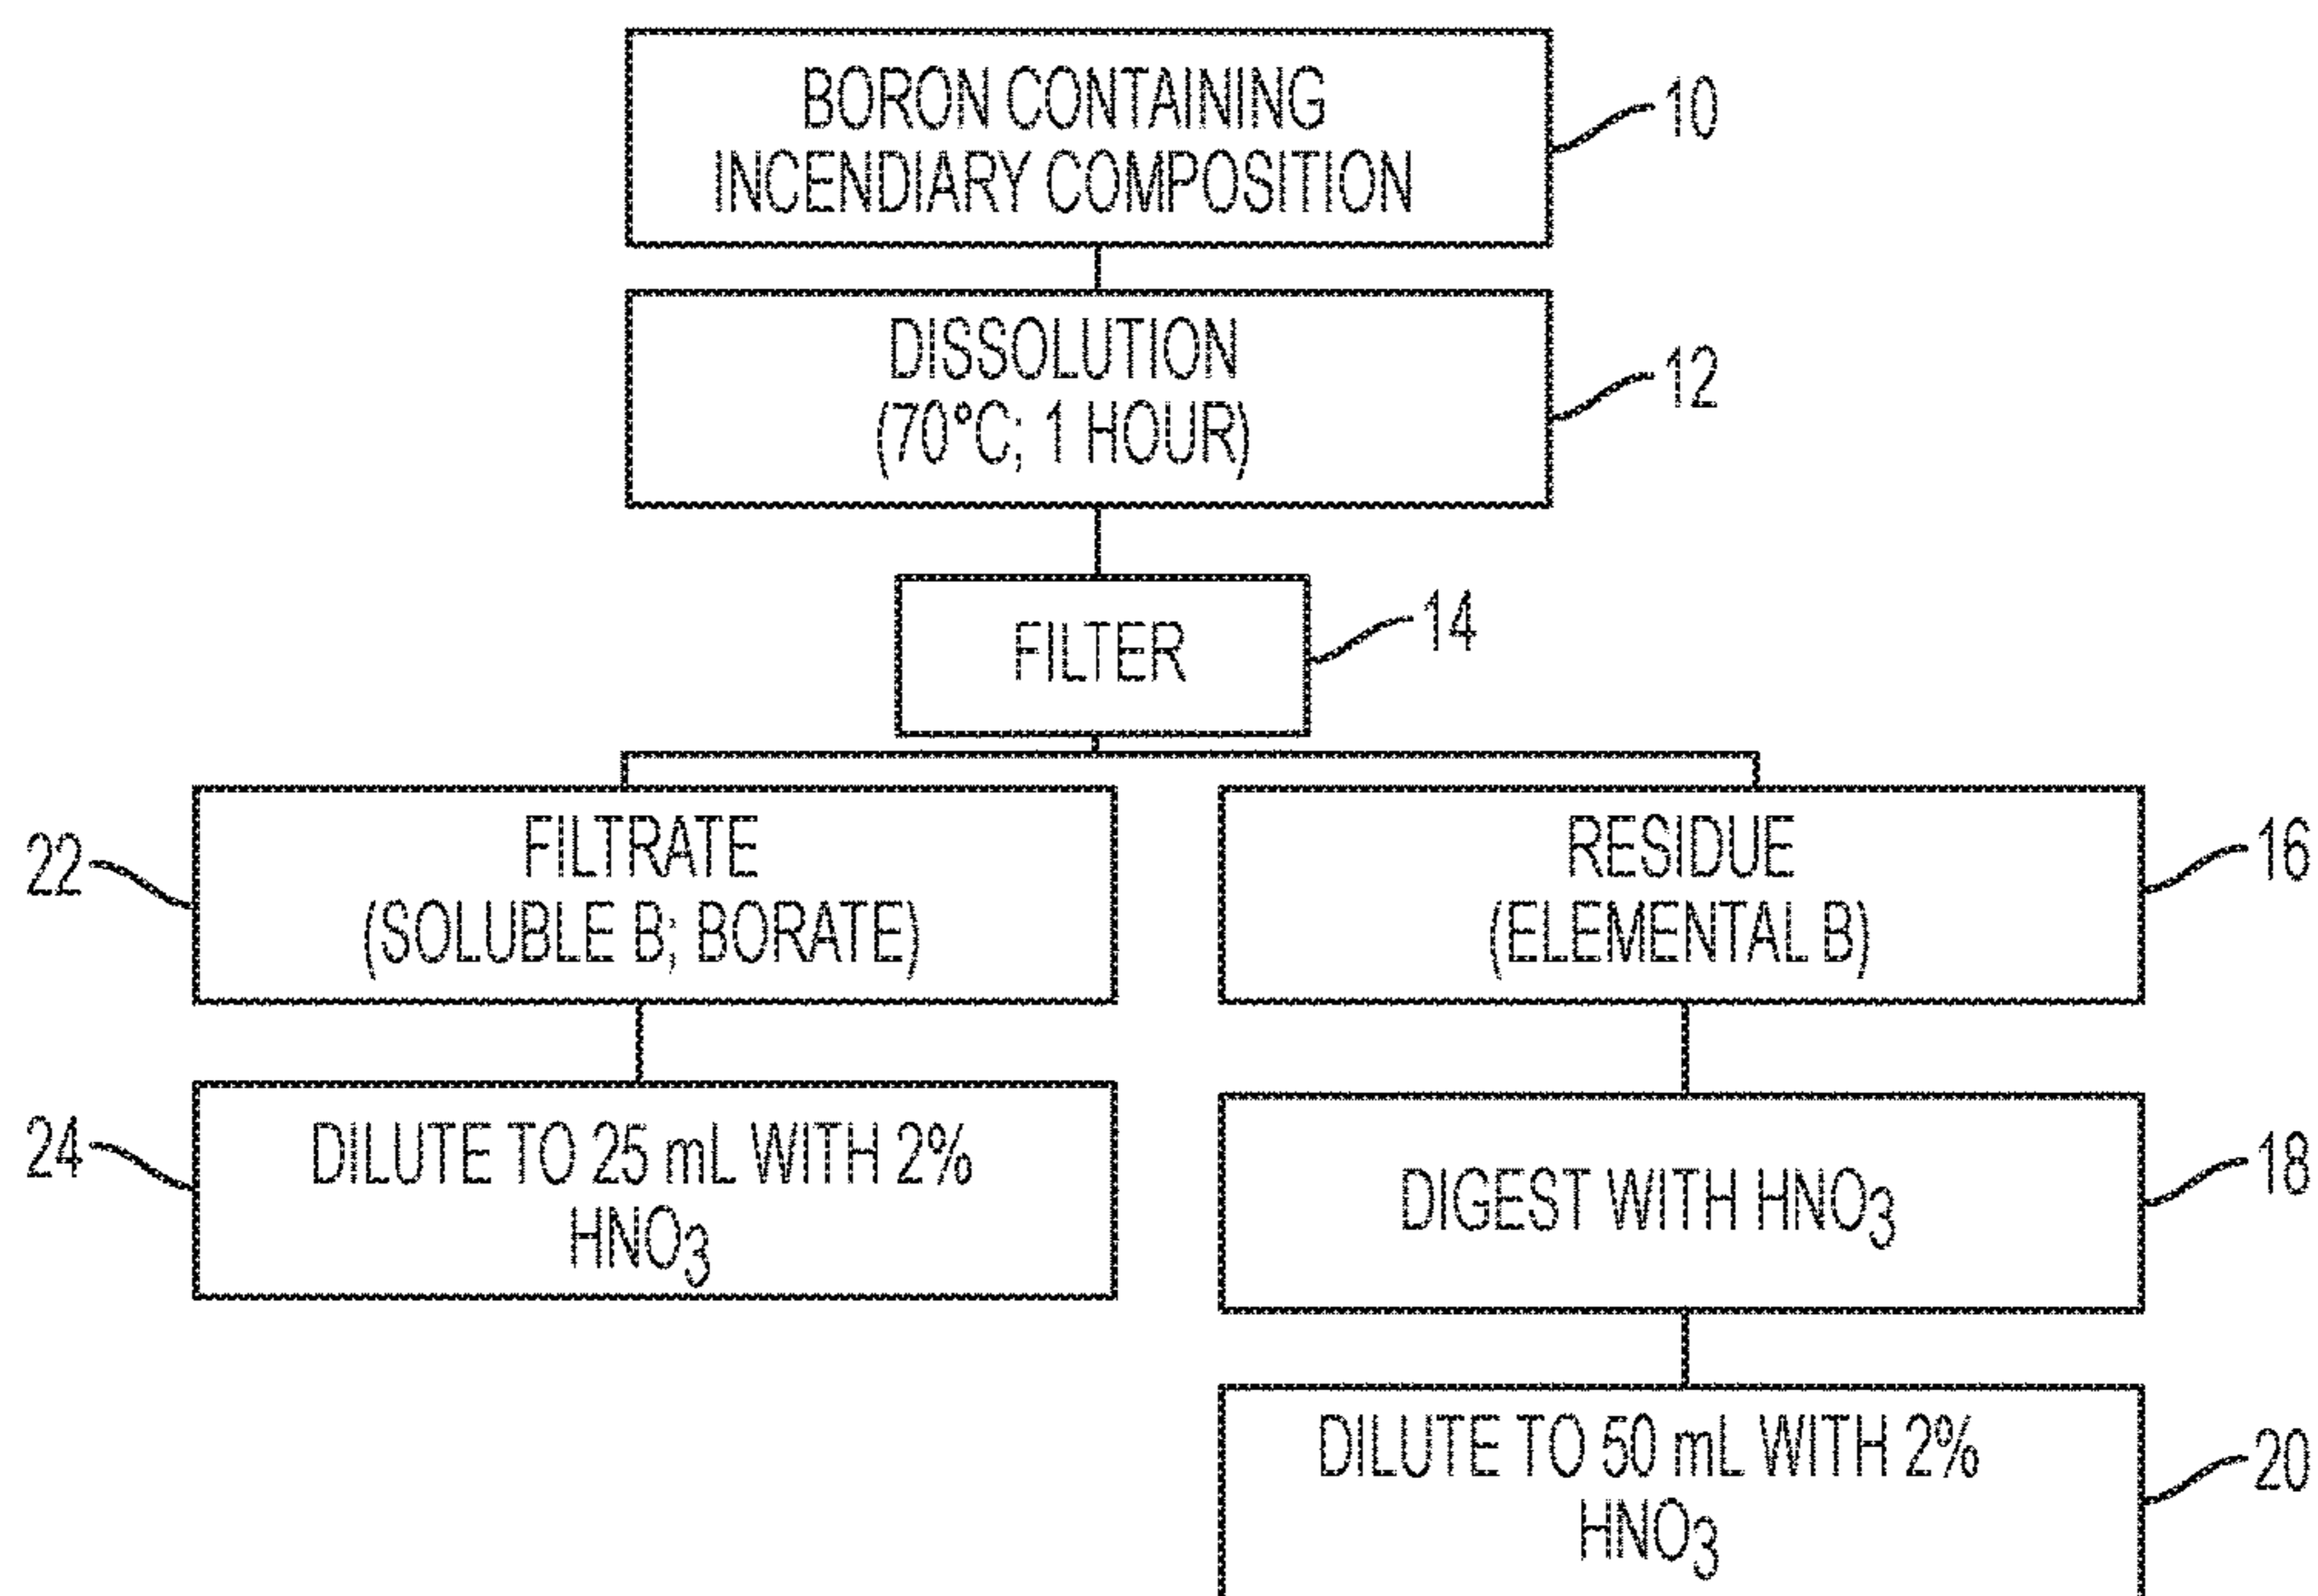 BORON CONTAINING
INCENDIARY COMPOSITION
10
DISSOLUTION
(70°C; 1 HOUR)
12
FILTER
14
22
FILTRATE
(SOLUBLE B; BORATE)
RESIDUE
(ELEMENTAL B)
16
24
DILUTE TO 25 mL WITH 2%
HNO₃
DIGEST WITH HNO₃
18
DILUTE TO 50 mL WITH 2%
HNO₃
20